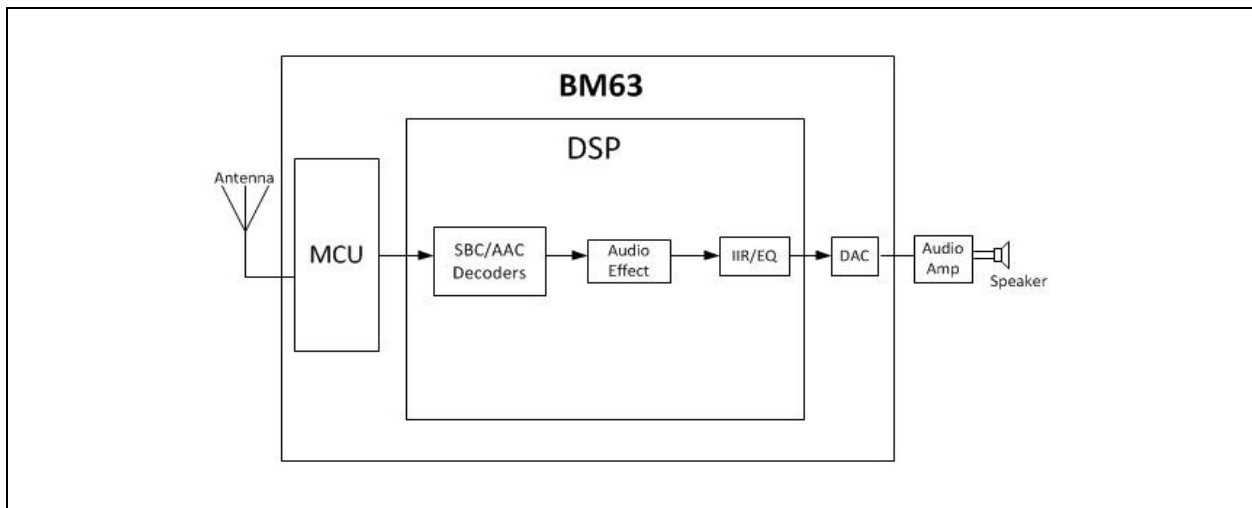 BM63
DSP
Antenna
MCU
SBC/AAC
Decoders
Audio
Effect
IIR/EQ
DAC
Audio
Amp
Speaker